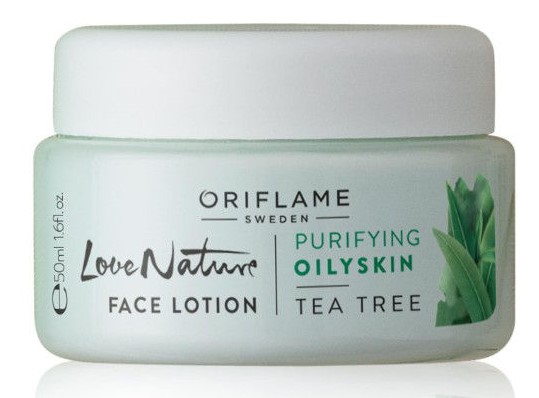 ORIFLAME
SWEDEN
Love Nature
FACE LOTION
PURIFYING
OILYSKIN
TEA TREE
℮50ml 1.6fl.oz.